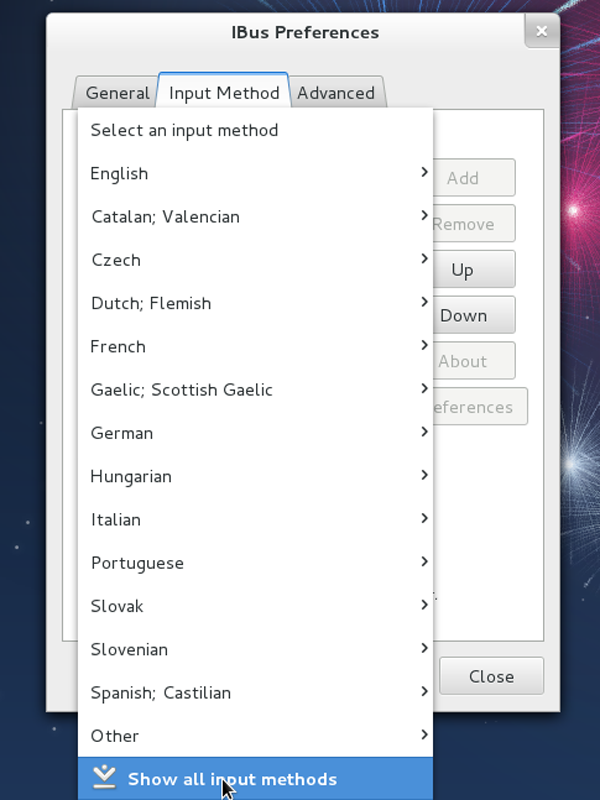 IBus Preferences
General Input Method Advanced
Select an input method
English
Add
Catalan; Valencian
Remove
Czech
Up
Dutch; Flemish
Down
French
About
Gaelic; Scottish Gaelic
eferences
German
Hungarian
Italian
Portuguese
Slovak
Slovenian
Spanish; Castilian
Close
Other
Show all input methods